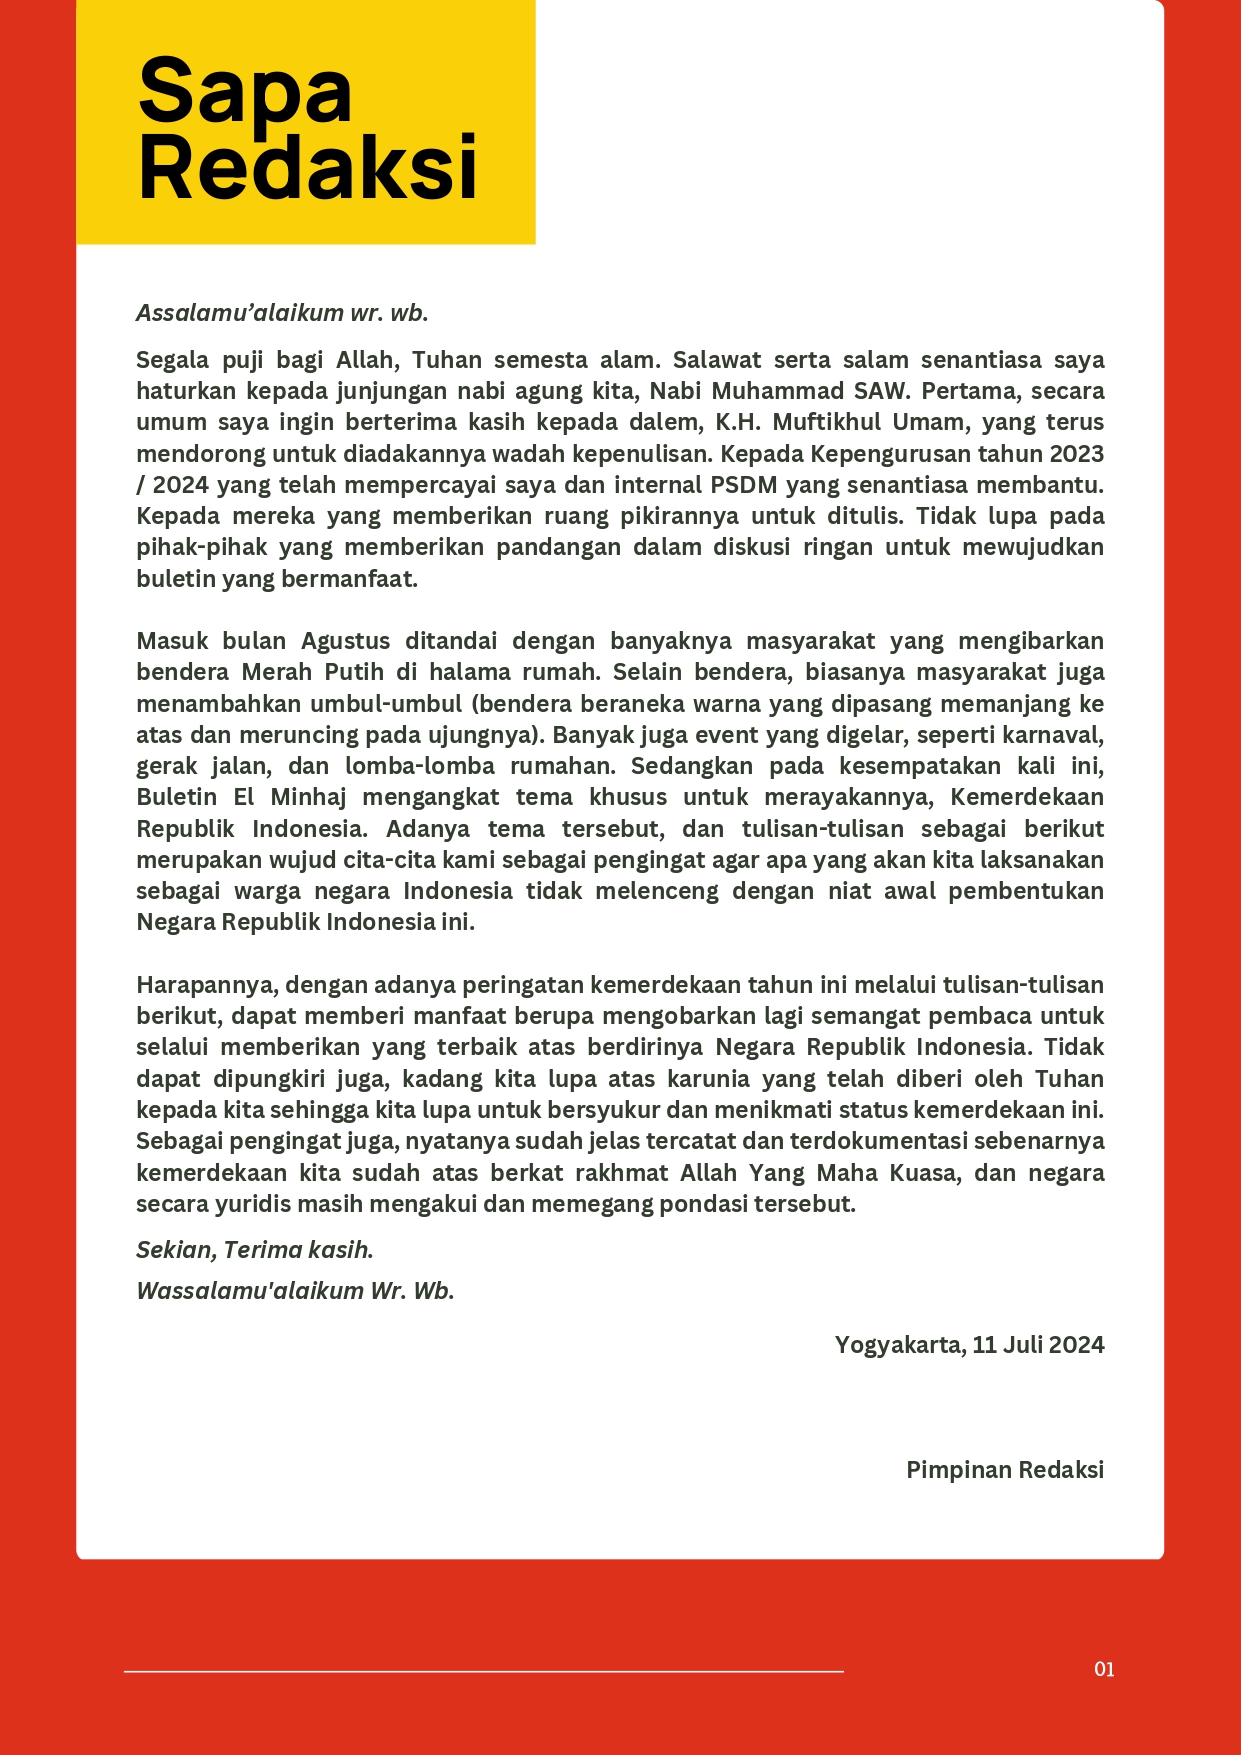 Sapa
Redaksi
Assalamu’alaikum wr. wb.
Segala puji bagi Allah, Tuhan semesta alam. Salawat serta salam senantiasa saya
haturkan kepada junjungan nabi agung kita, Nabi Muhammad SAW. Pertama, secara
umum saya ingin berterima kasih kepada dalem, K.H. Muftikhul Umam, yang terus
mendorong untuk diadakannya wadah kepenulisan. Kepada Kepengurusan tahun 2023
/ 2024 yang telah mempercayai saya dan internal PSDM yang senantiasa membantu.
Kepada mereka yang memberikan ruang pikirannya untuk ditulis. Tidak lupa pada
pihak-pihak yang memberikan pandangan dalam diskusi ringan untuk mewujudkan
buletin yang bermanfaat.
Masuk bulan Agustus ditandai dengan banyaknya masyarakat yang mengibarkan
bendera Merah Putih di halama rumah. Selain bendera, biasanya masyarakat juga
menambahkan umbul-umbul (bendera beraneka warna yang dipasang memanjang ke
atas dan meruncing pada ujungnya). Banyak juga event yang digelar, seperti karnaval,
gerak jalan, dan lomba-lomba rumahan. Sedangkan pada kesempatakan kali ini,
Buletin El Minhaj mengangkat tema khusus untuk merayakannya, Kemerdekaan
Republik Indonesia. Adanya tema tersebut, dan tulisan-tulisan sebagai berikut
merupakan wujud cita-cita kami sebagai pengingat agar apa yang akan kita laksanakan
sebagai warga negara Indonesia tidak melenceng dengan niat awal pembentukan
Negara Republik Indonesia ini.
Harapannya, dengan adanya peringatan kemerdekaan tahun ini melalui tulisan-tulisan
berikut, dapat memberi manfaat berupa mengobarkan lagi semangat pembaca untuk
selalui memberikan yang terbaik atas berdirinya Negara Republik Indonesia. Tidak
dapat dipungkiri juga, kadang kita lupa atas karunia yang telah diberi oleh Tuhan
kepada kita sehingga kita lupa untuk bersyukur dan menikmati status kemerdekaan ini.
Sebagai pengingat juga, nyatanya sudah jelas tercatat dan terdokumentasi sebenarnya
kemerdekaan kita sudah atas berkat rakhmat Allah Yang Maha Kuasa, dan negara
secara yuridis masih mengakui dan memegang pondasi tersebut.
Sekian, Terima kasih.
Wassalamu'alaikum Wr. Wb.
Yogyakarta, 11 Juli 2024
Pimpinan Redaksi
01